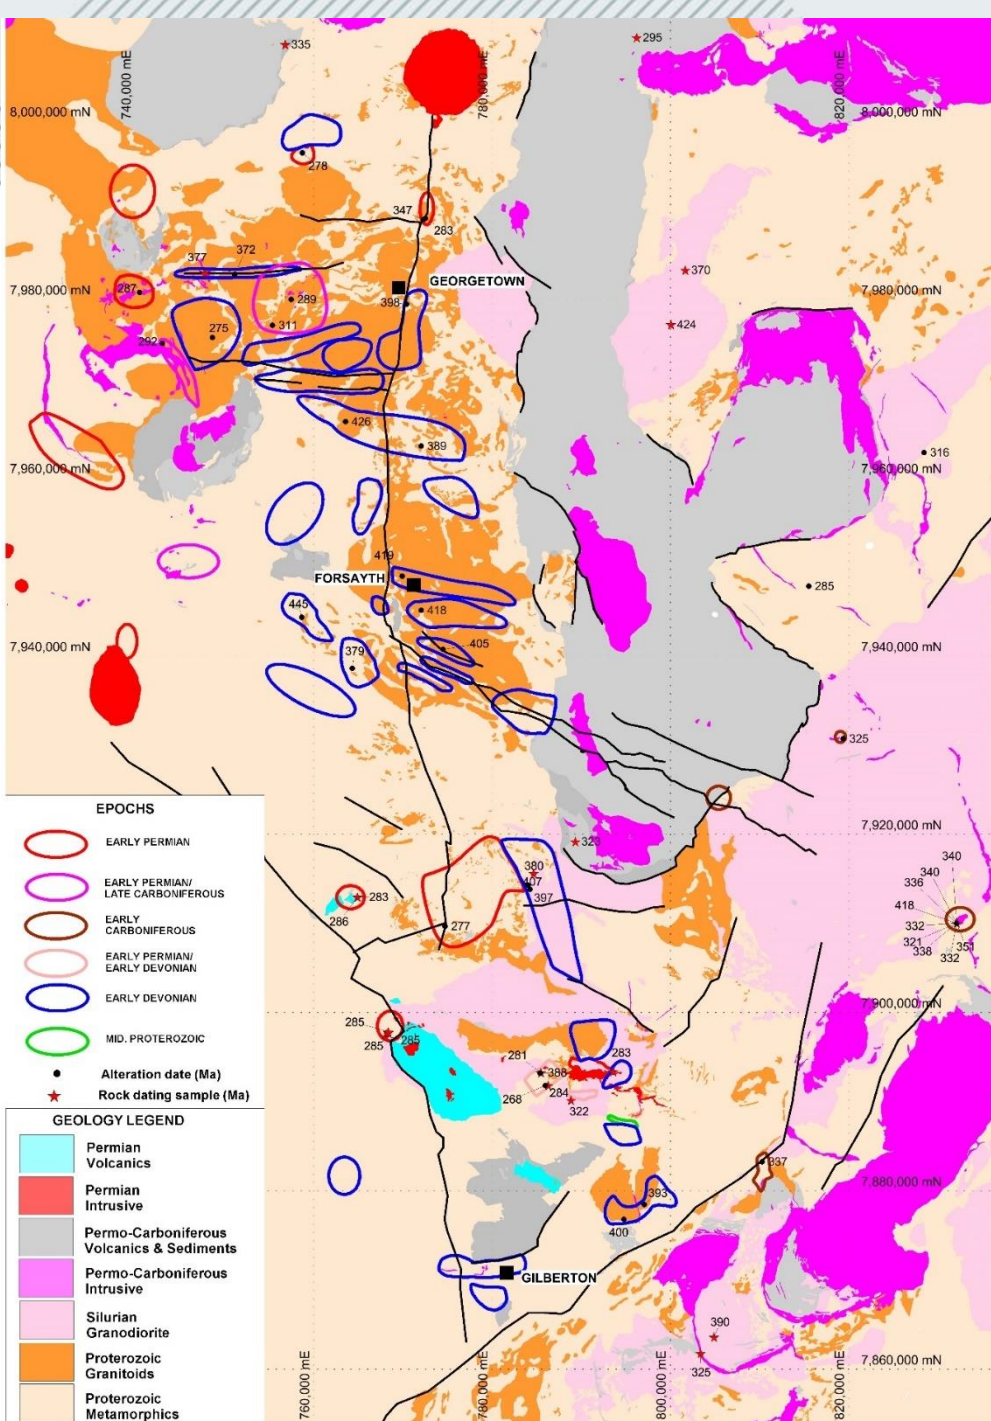 335
295
740,000 mE
780,000 mE
820,000 mE
8,000,000 mN
8,000,000 mN
278
347
283
377
372
370
GEORGETOWN
7,980,000 mN
287
289
398
7,980,000 mN
275
311
424
292
426
389
316
7,960,000 mN
7,960,000 mN
419
FORSAYTH
285
445
418
405
7,940,000 mN
379
7,940,000 mN
325
EPOCHS
EARLY PERMIAN
EARLY PERMIAN/
LATE CARBONIFEROUS
EARLY
CARBONIFEROUS
EARLY PERMIAN/
EARLY DEVONIAN
EARLY DEVONIAN
MID. PROTEROZOIC
Alteration date (Ma)
Rock dating sample (Ma)
7,920,000 mN
323
380
407
397
283
286
277
340
340
336
418
332
321
338
332
351
7,900,000 mN
285
285
285
281
388
283
284
268
322
GEOLOGY LEGEND
Permian
Volcanics
Permian
Intrusive
Permo-Carboniferous
Volcanics & Sediments
Permo-Carboniferous
Intrusive
Silurian
Granodiorite
Proterozoic
Granitoids
Proterozoic
Metamorphics
337
7,880,000 mN
393
400
GILBERTON
390
325
7,860,000 mN
760,000 mE
780,000 mE
800,000 mE
820,000 mE